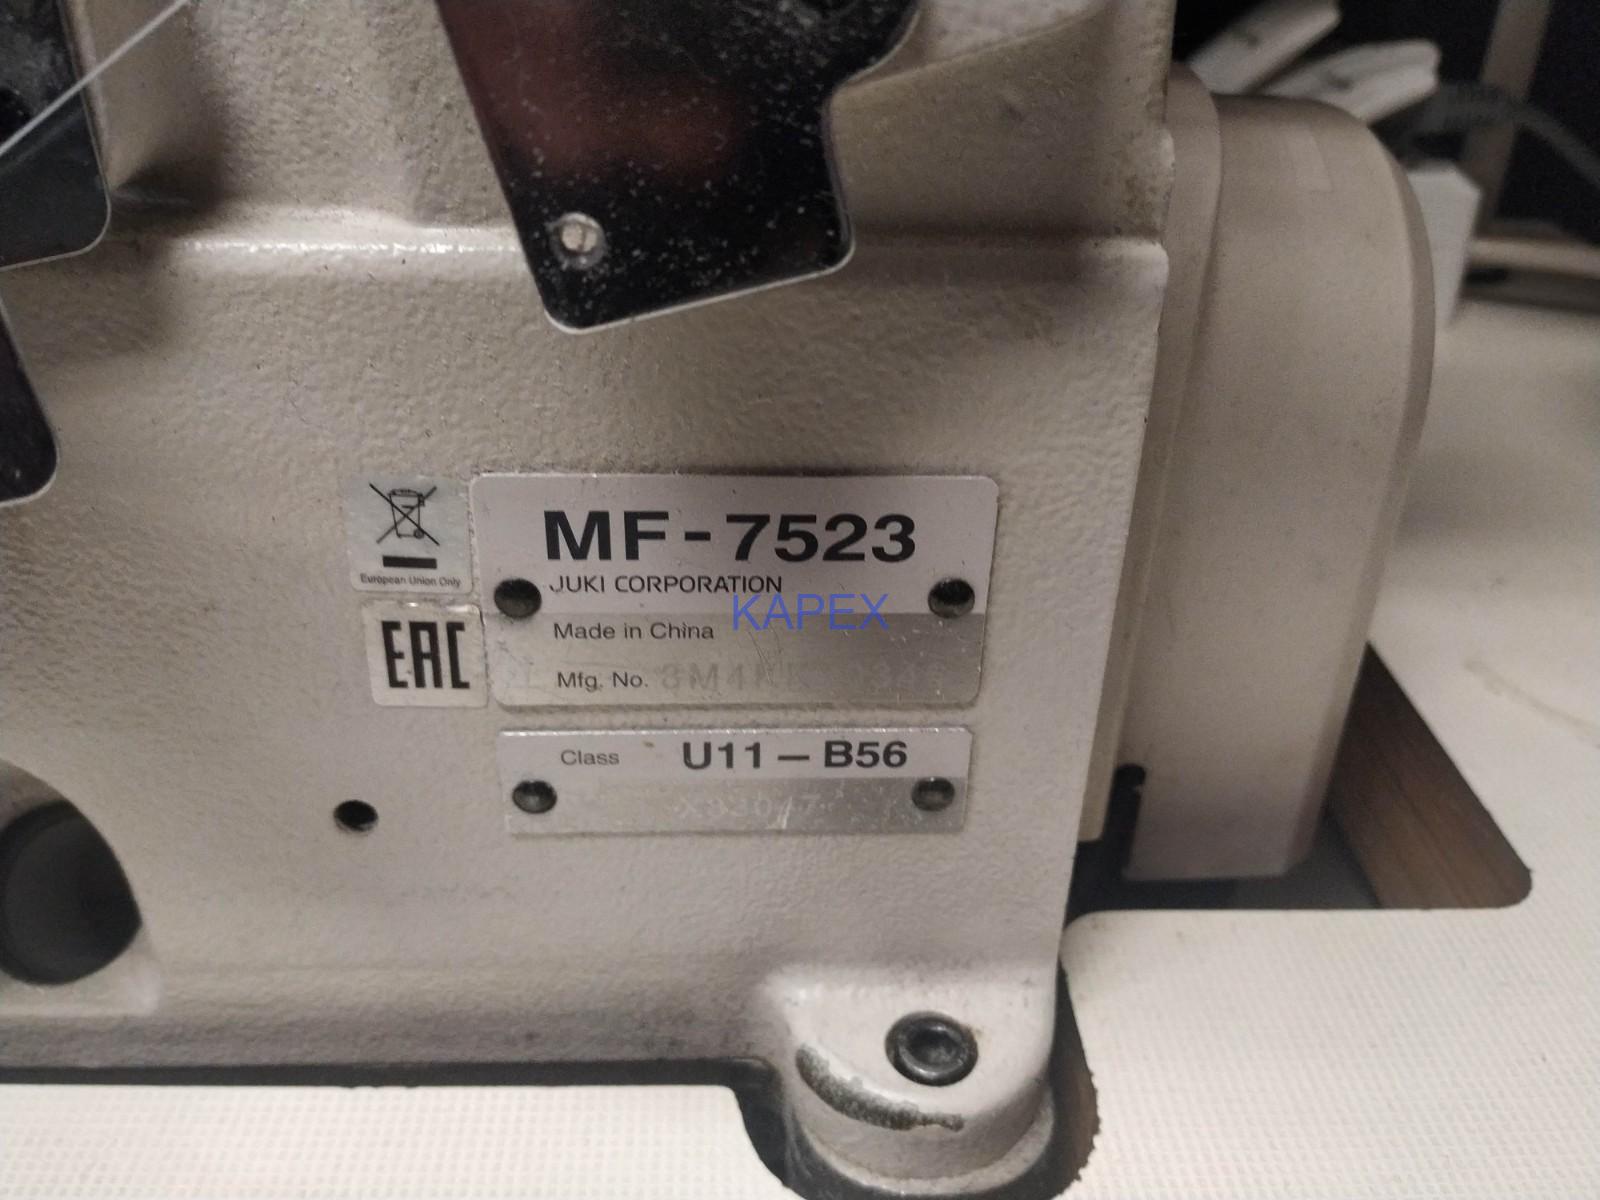 MF-7523
JUKI CORPORATION
KAPEX
Made in China
Mfg. No.
European Union Only
EAC
Class U11-B56